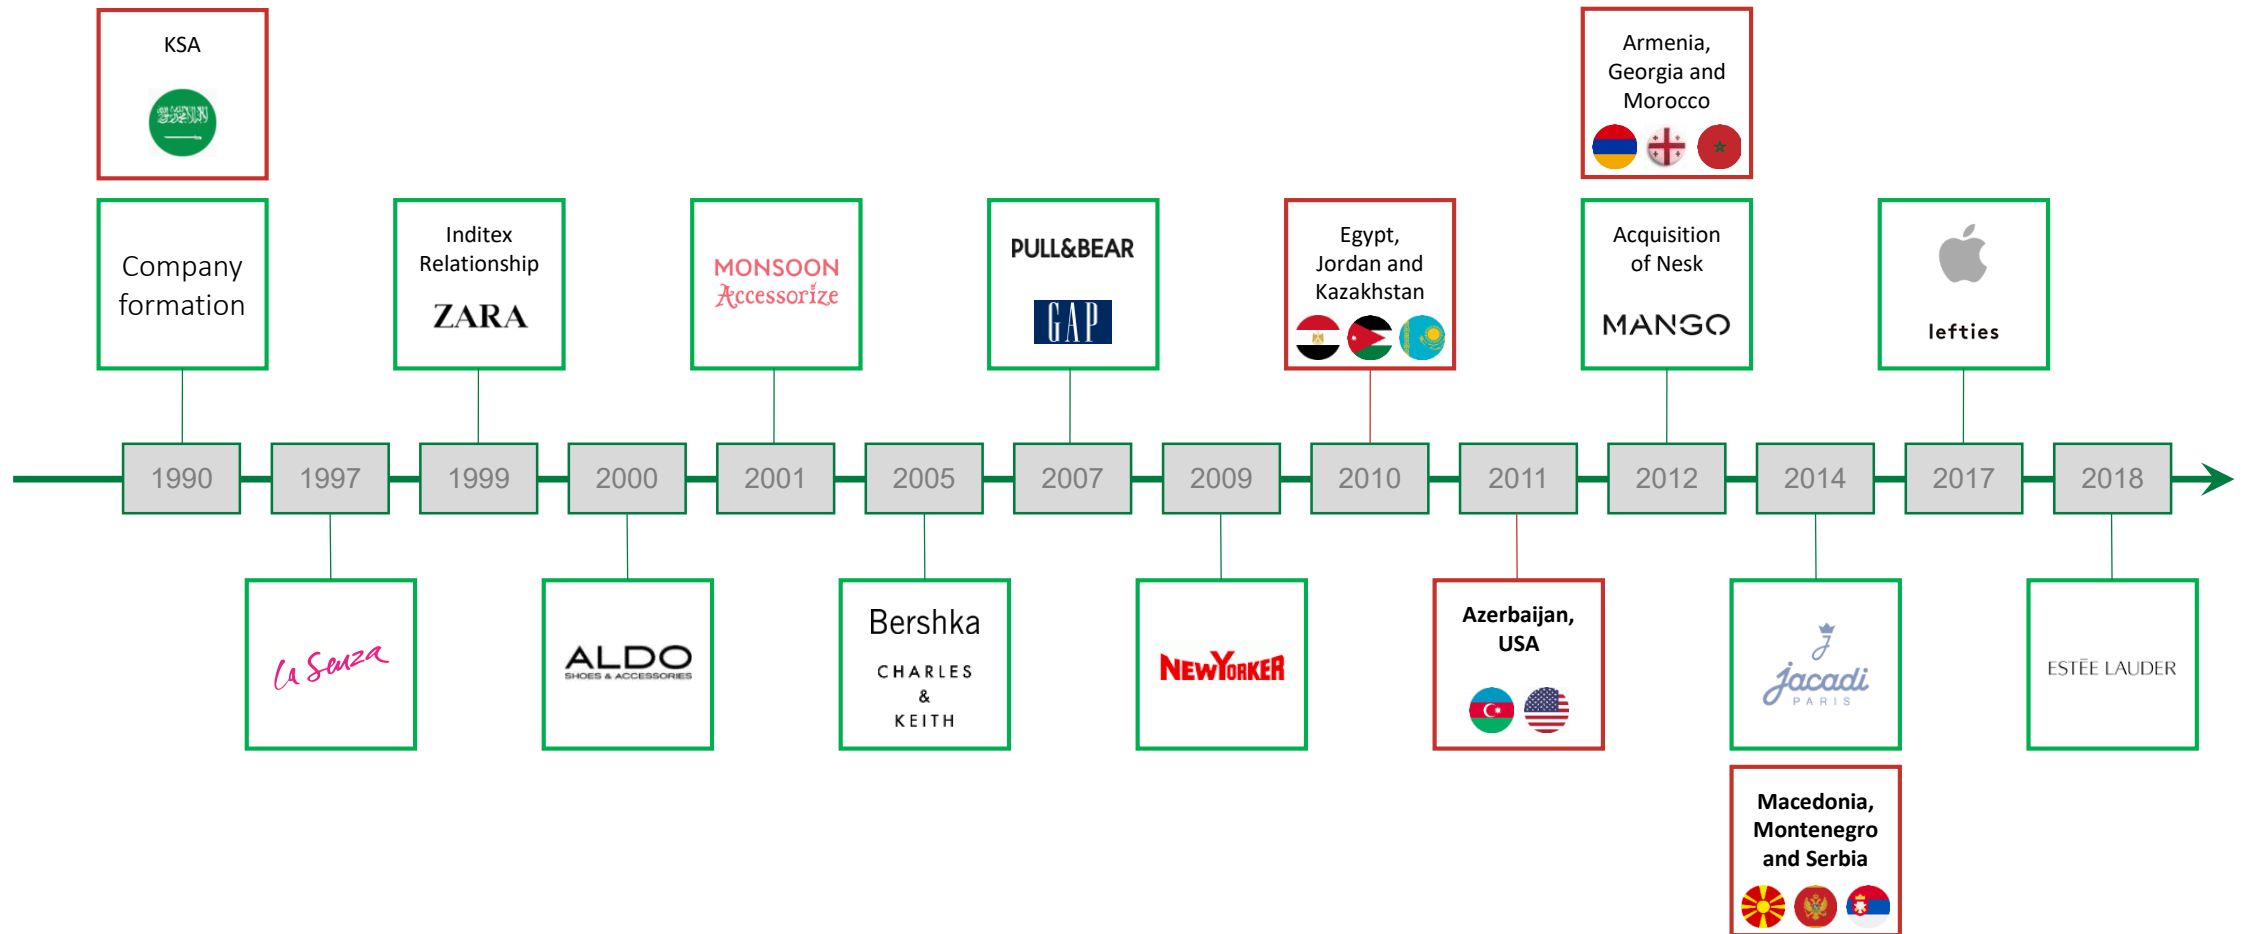 KSA
Armenia,
Georgia and
Morocco
Company
formation
Inditex
Relationship
ZARA
MONSOON
Accessorize
PULL&BEAR
GAP
Egypt,
Jordan and
Kazakhstan
Acquisition
of Nesk
MANGO
lefties
1990
1997
1999
2000
2001
2005
2007
2009
2010
2011
2012
2014
2017
2018
la Senza
ALDO
SHOES & ACCESSORIES
Bershka
CHARLES
&
KEITH
NEWYORKER
Azerbaijan,
USA
J
jacadi
PARIS
ESTĒE LAUDER
Macedonia,
Montenegro
and Serbia